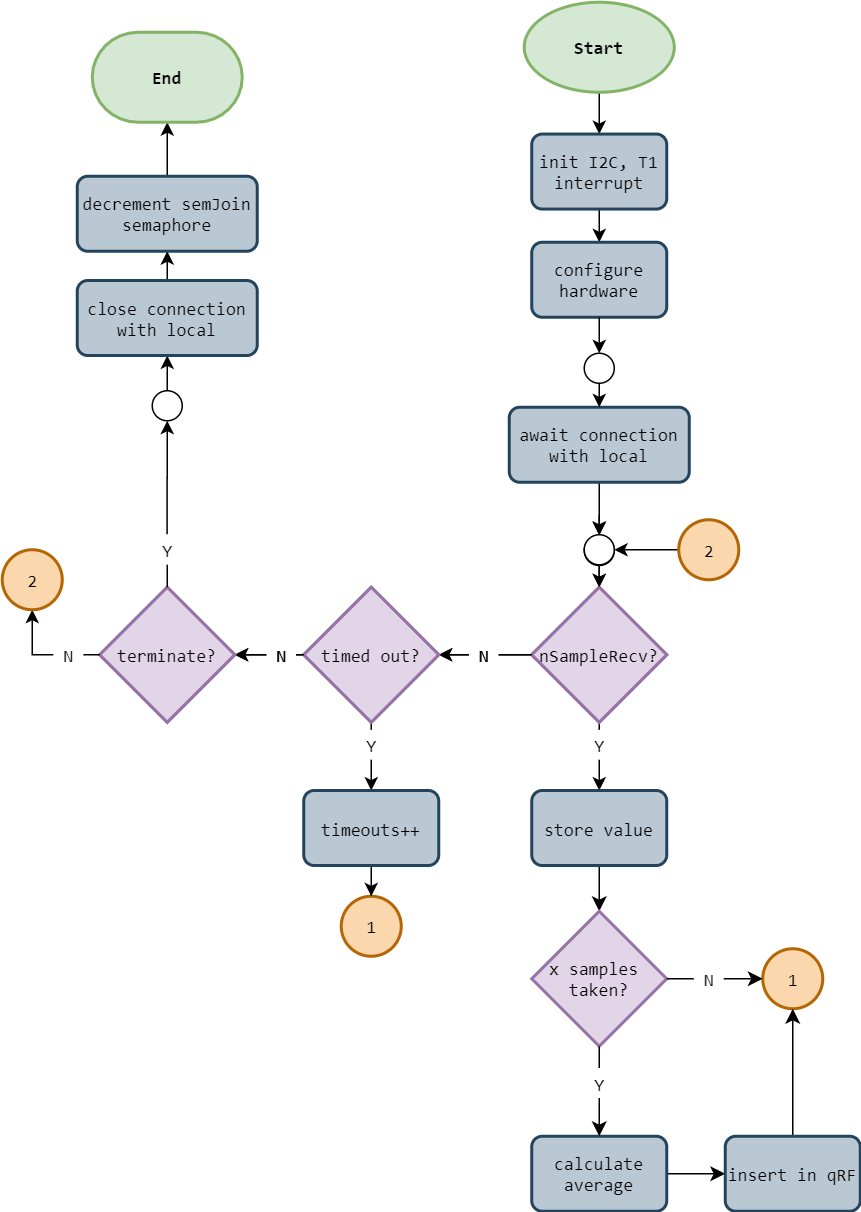 Start
End
init I2C, T1
interrupt
decrement semJoin
semaphore
configure
hardware
close connection
with local
await connection
with local
Y
2
2
N
terminate?
N
timed out?
N
nSampleRecv?
Y
Y
timeouts++
store value
1
x samples
taken?
N
1
Y
calculate
average
insert in qRF